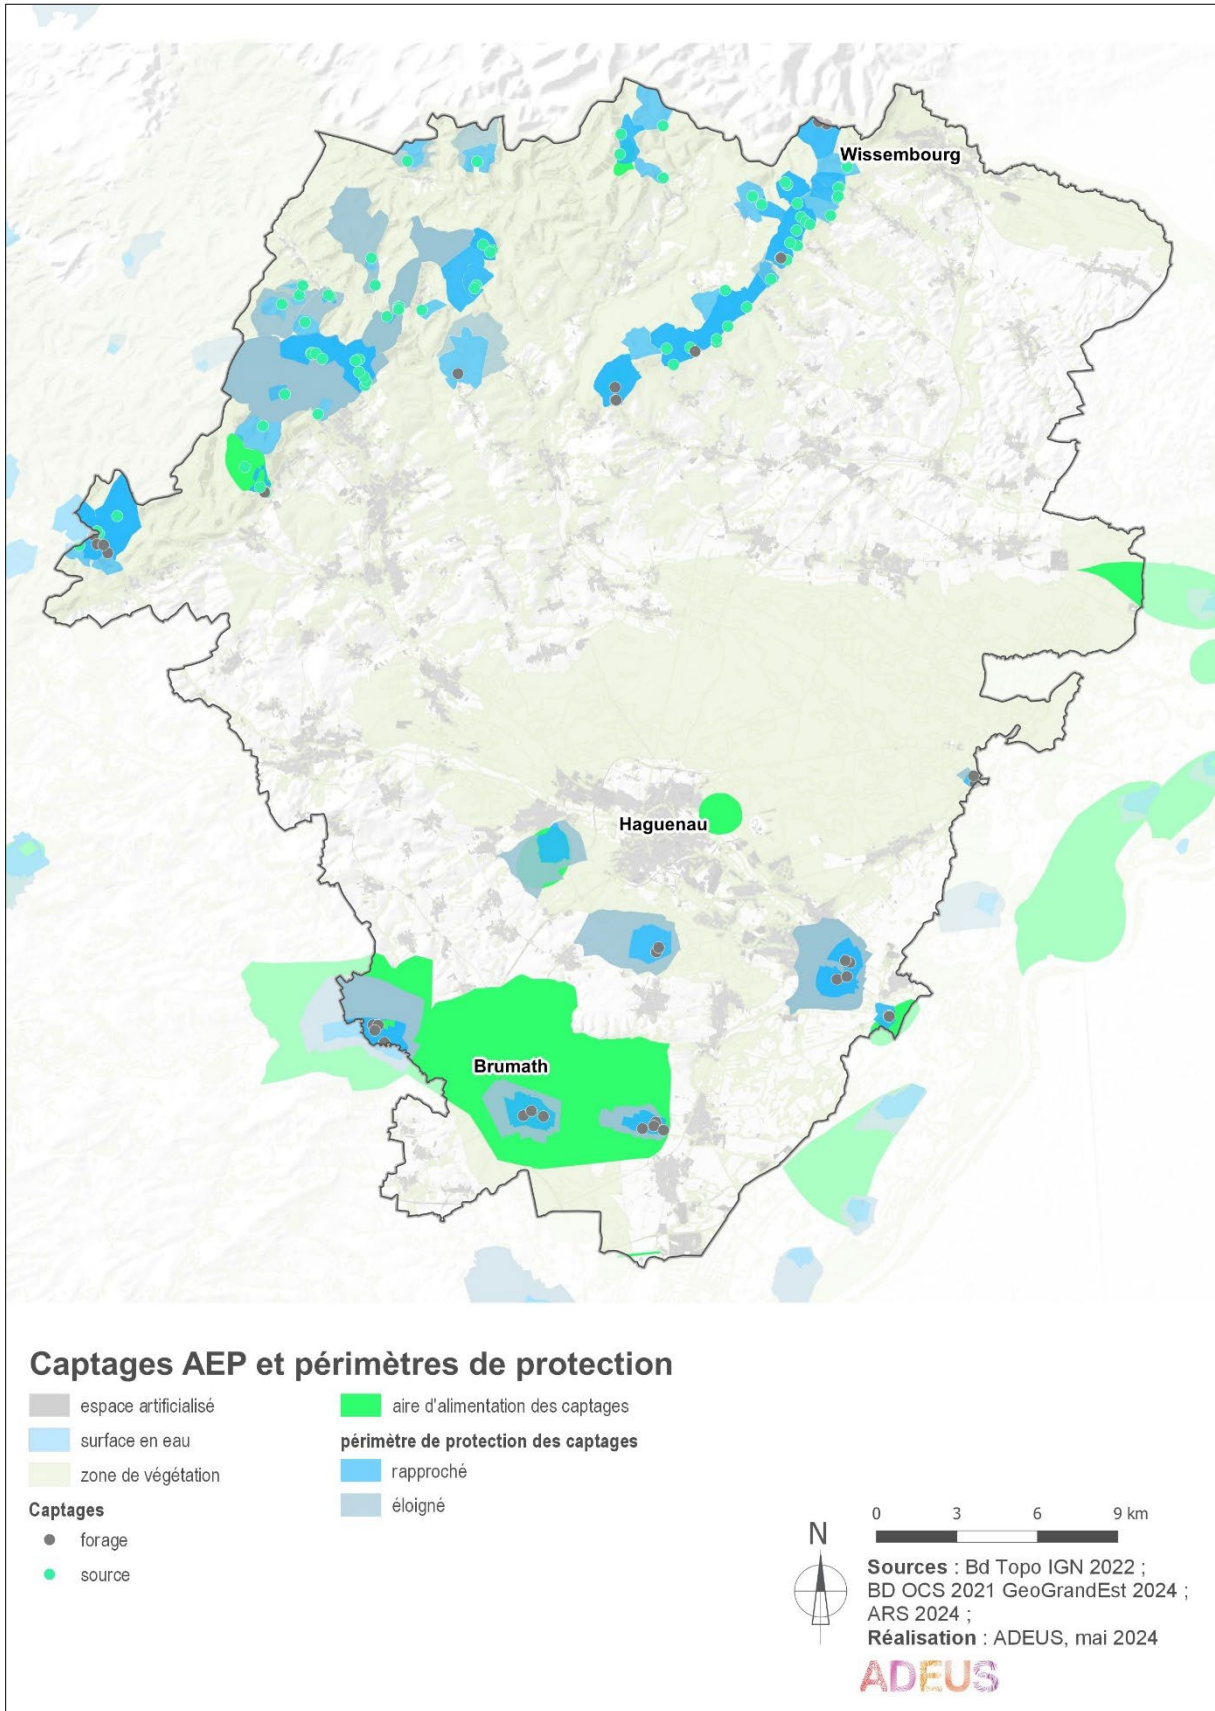 Wissembourg
Haguenau
Brumath
Captages AEP et périmètres de protection
espace artificialisé
surface en eau
zone de végétation
Captages
forage
source
aire d'alimentation des captages
périmètre de protection des captages
rapproché
éloigné
N
0 3 6 9 km
Sources : Bd Topo IGN 2022 ;
BD OCS 2021 GeoGrandEst 2024 ;
ARS 2024 ;
Réalisation : ADEUS, mai 2024
ADEUS